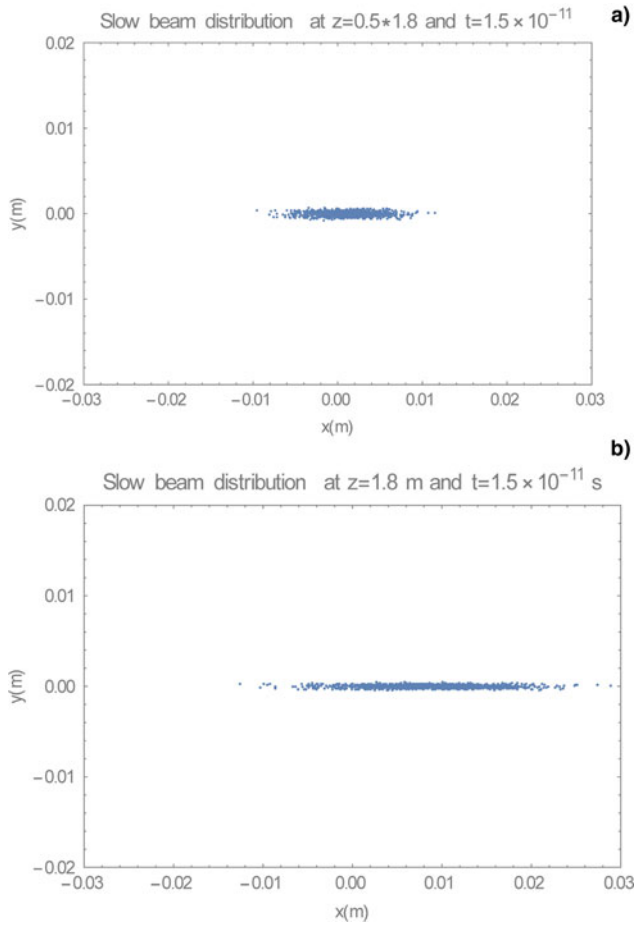 Slow beam distribution at z=0.5*1.8 and t=1.5 × 10⁻¹¹
a)
0.02
0.01
0.00
−0.01
−0.02
y(m)
−0.03 −0.02 −0.01 0.00 0.01 0.02 0.03
x(m)
b)
Slow beam distribution at z=1.8 m and t=1.5 × 10⁻¹¹ s
0.02
0.01
0.00
−0.01
−0.02
y(m)
−0.03 −0.02 −0.01 0.00 0.01 0.02 0.03
x(m)